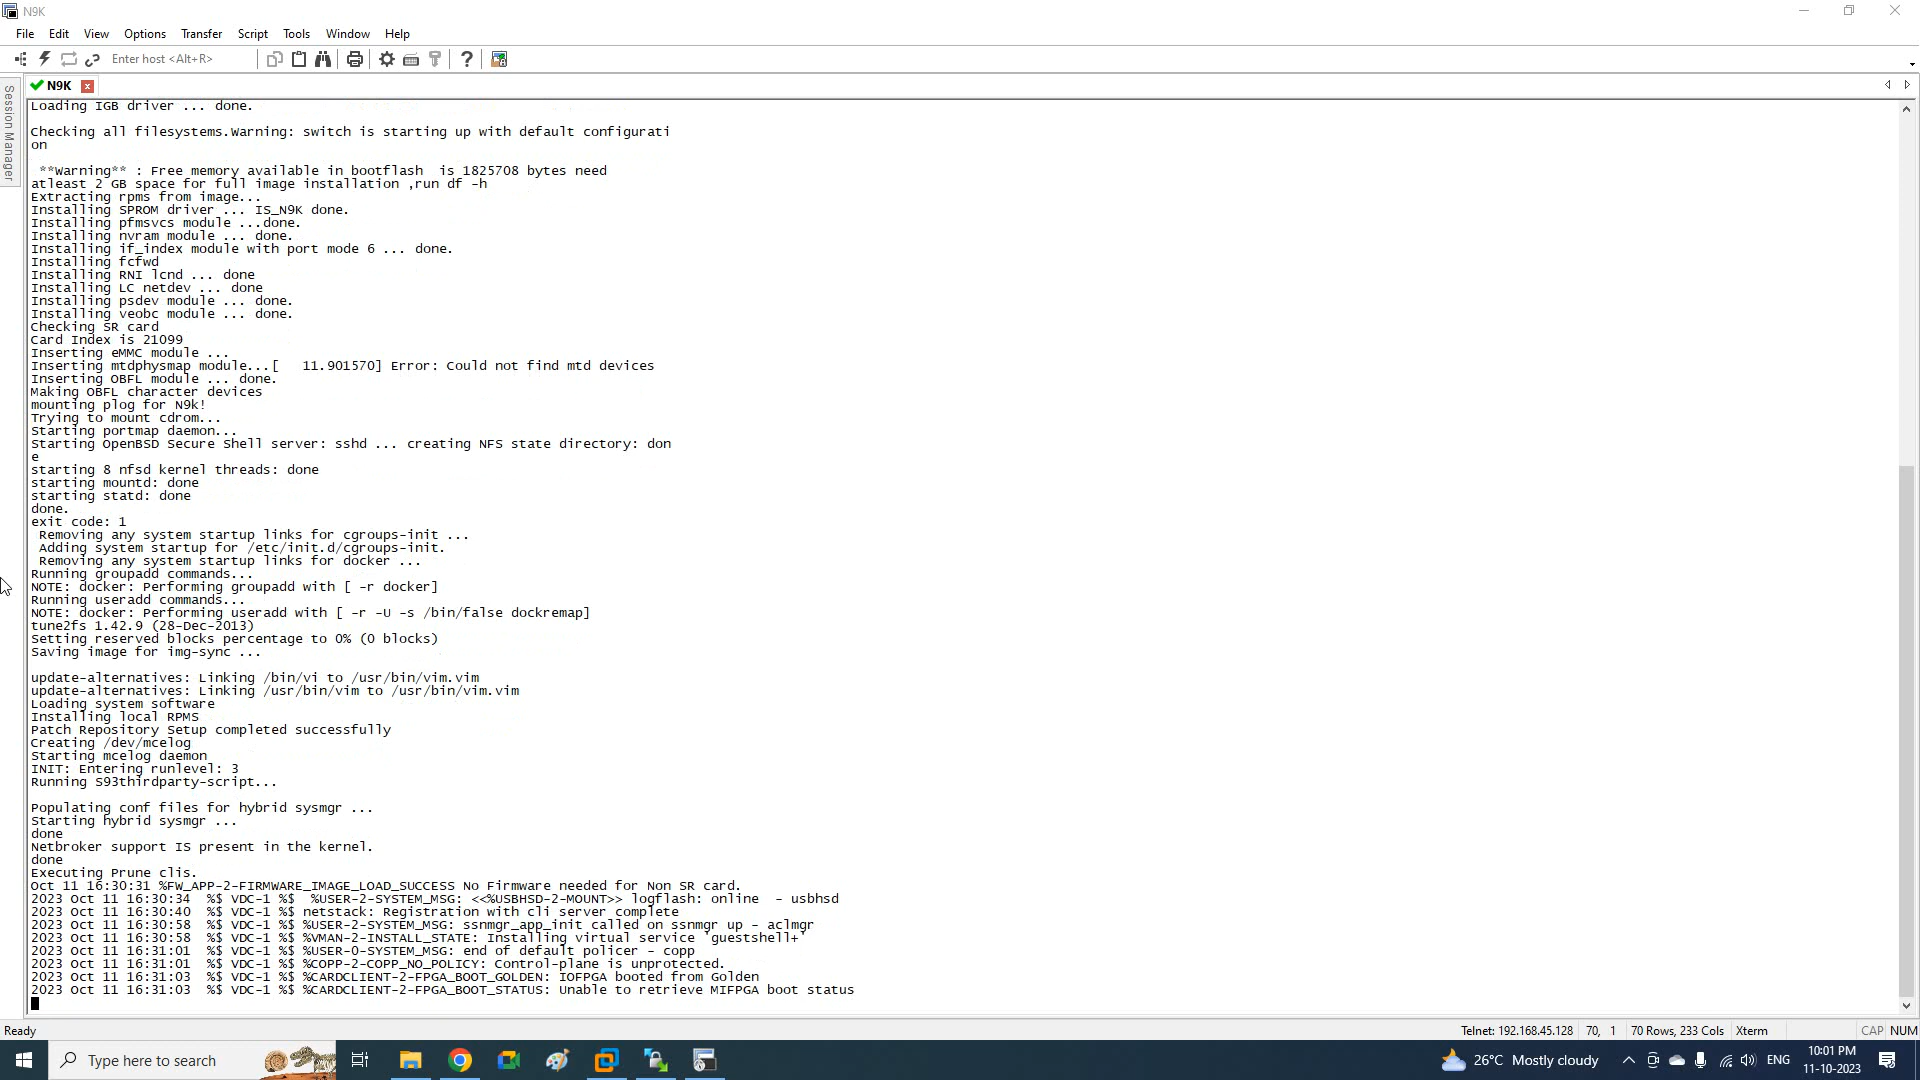 N9K
File Edit View Options Transfer Script Tools Window Help
Enter host <Alt+R>
Session Manager
N9K
Loading IGB driver ... done.
Checking all filesystems.Warning: switch is starting up with default configurati
on
**Warning** : Free memory available in bootflash  is 1825708 bytes need
atleast 2 GB space for full image installation ,run df -h
Extracting rpms from image...
Installing SPROM driver ... IS_N9K done.
Installing pfmsvcs module ...done.
Installing nvram module ... done.
Installing if_index module with port mode 6 ... done.
Installing fcfwd
Installing RNI lcnd ... done
Installing LC netdev ... done
Installing psdev module ... done.
Installing veobc module ... done.
Checking SR card
Card Index is 21099
Inserting eMMC module ...
Inserting mtdphysmap module...[   11.901570] Error: Could not find mtd devices
Inserting OBFL module ... done.
Making OBFL character devices
mounting plog for N9k!
Trying to mount cdrom...
Starting portmap daemon...
Starting OpenBSD Secure Shell server: sshd ... creating NFS state directory: don
e
starting 8 nfsd kernel threads: done
starting mountd: done
starting statd: done
done.
exit code: 1
Removing any system startup links for cgroups-init ...
Adding system startup for /etc/init.d/cgroups-init.
Removing any system startup links for docker ...
Running groupadd commands...
NOTE: docker: Performing groupadd with [ -r docker]
Running useradd commands...
NOTE: docker: Performing useradd with [ -r -U -s /bin/false dockremap]
tune2fs 1.42.9 (28-Dec-2013)
Setting reserved blocks percentage to 0% (0 blocks)
Saving image for img-sync ...
update-alternatives: Linking /bin/vi to /usr/bin/vim.vim
update-alternatives: Linking /usr/bin/vim to /usr/bin/vim.vim
Loading system software
Installing local RPMS
Patch Repository Setup completed successfully
Creating /dev/mcelog
Starting mcelog daemon
INIT: Entering runlevel: 3
Running S93thirdparty-script...
Populating conf files for hybrid sysmgr ...
Starting hybrid sysmgr ...
done
Netbroker support IS present in the kernel.
done
Executing Prune clis.
Oct 11 16:30:31 %FW_APP-2-FIRMWARE_IMAGE_LOAD_SUCCESS No Firmware needed for Non SR card.
2023 Oct 11 16:30:34  %$ VDC-1 %$  %USER-2-SYSTEM_MSG: <<%USBHSD-2-MOUNT>> logflash: online  - usbhsd
2023 Oct 11 16:30:40  %$ VDC-1 %$ netstack: Registration with cli server complete
2023 Oct 11 16:30:58  %$ VDC-1 %$ %USER-2-SYSTEM_MSG: ssnmgr_app_init called on ssnmgr up - aclmgr
2023 Oct 11 16:30:58  %$ VDC-1 %$ %VMAN-2-INSTALL_STATE: Installing virtual service 'guestshell+'
2023 Oct 11 16:31:01  %$ VDC-1 %$ %USER-0-SYSTEM_MSG: end of default policer - copp
2023 Oct 11 16:31:01  %$ VDC-1 %$ %COPP-2-COPP_NO_POLICY: Control-plane is unprotected.
2023 Oct 11 16:31:03  %$ VDC-1 %$ %CARDCLIENT-2-FPGA_BOOT_GOLDEN: IOFPGA booted from Golden
2023 Oct 11 16:31:03  %$ VDC-1 %$ %CARDCLIENT-2-FPGA_BOOT_STATUS: Unable to retrieve MIFPGA boot status
Ready Telnet: 192.168.45.128 70, 1 70 Rows, 233 Cols Xterm CAP NUM
Type here to search 26°C Mostly cloudy ENG 10:01 PM
11-10-2023